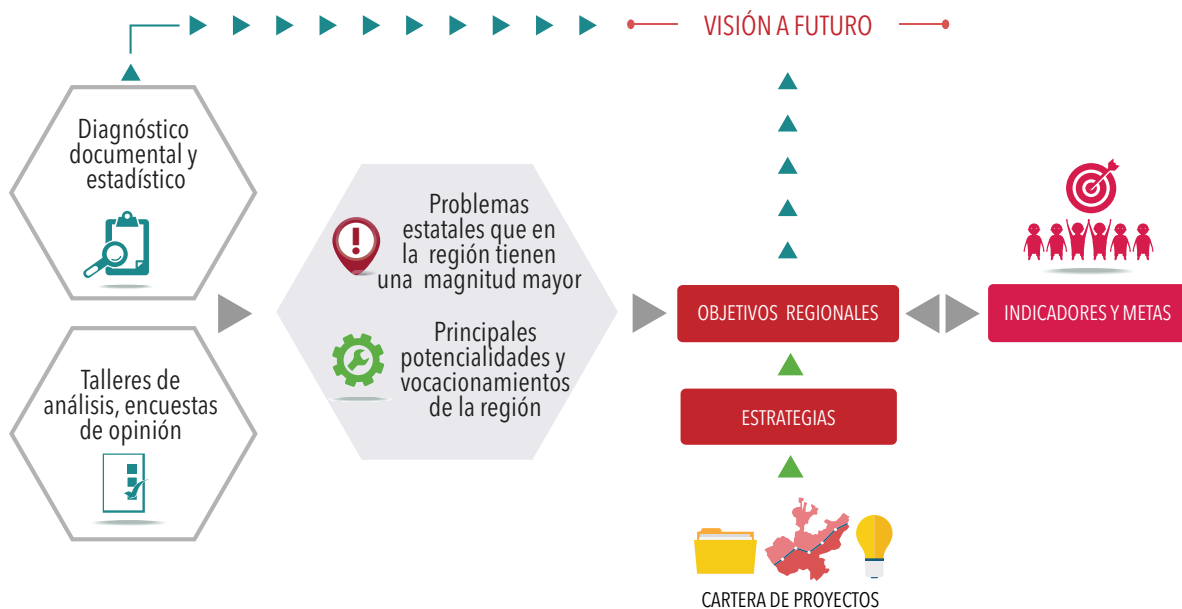 VISIÓN A FUTURO
Diagnóstico
documental y
estadístico
Talleres de
análisis, encuestas
de opinión
Problemas
estatales que en
la región tienen
una magnitud mayor
Principales
potencialidades y
vocacionamientos
de la región
OBJETIVOS REGIONALES
INDICADORES Y METAS
ESTRATEGIAS
CARTERA DE PROYECTOS